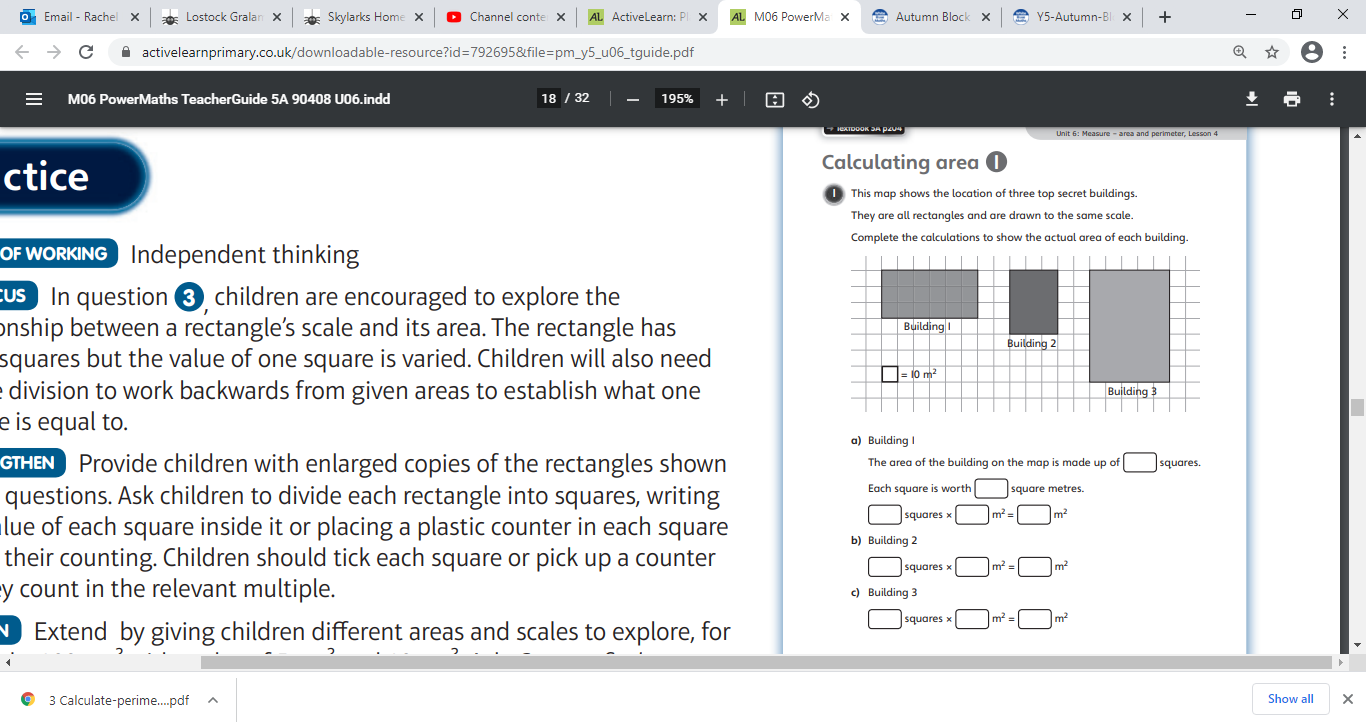 Email - Rachel
Lostock Gralan
Skylarks Home
Channel conte
ActiveLearn: Pl
M06 PowerMa
Autumn Block
Y5-Autumn-Bl
activelearnprimary.co.uk/downloadable-resource?id=792695&file=pm_y5_u06_tguide.pdf
M06 PowerMaths TeacherGuide 5A 90408 U06.indd
18 / 32
195%
ctice
OF WORKING Independent thinking
CUS In question 3, children are encouraged to explore the
onship between a rectangle's scale and its area. The rectangle has
squares but the value of one square is varied. Children will also need
e division to work backwards from given areas to establish what one
e is equal to.
GTHEN Provide children with enlarged copies of the rectangles shown
questions. Ask children to divide each rectangle into squares, writing
alue of each square inside it or placing a plastic counter in each square
their counting. Children should tick each square or pick up a counter
ey count in the relevant multiple.
N Extend by giving children different areas and scales to explore, for
→ Textbook 5A p204
Unit 6: Measure – area and perimeter, Lesson 4
Calculating area 1
1 This map shows the location of three top secret buildings.
They are all rectangles and are drawn to the same scale.
Complete the calculations to show the actual area of each building.
Building 1
Building 2
Building 3
= 10 m²
a) Building 1
The area of the building on the map is made up of squares.
Each square is worth square metres.
squares × m² = m²
b) Building 2
squares × m² = m²
c) Building 3
squares × m² = m²
3 Calculate-perime....pdf
Show all